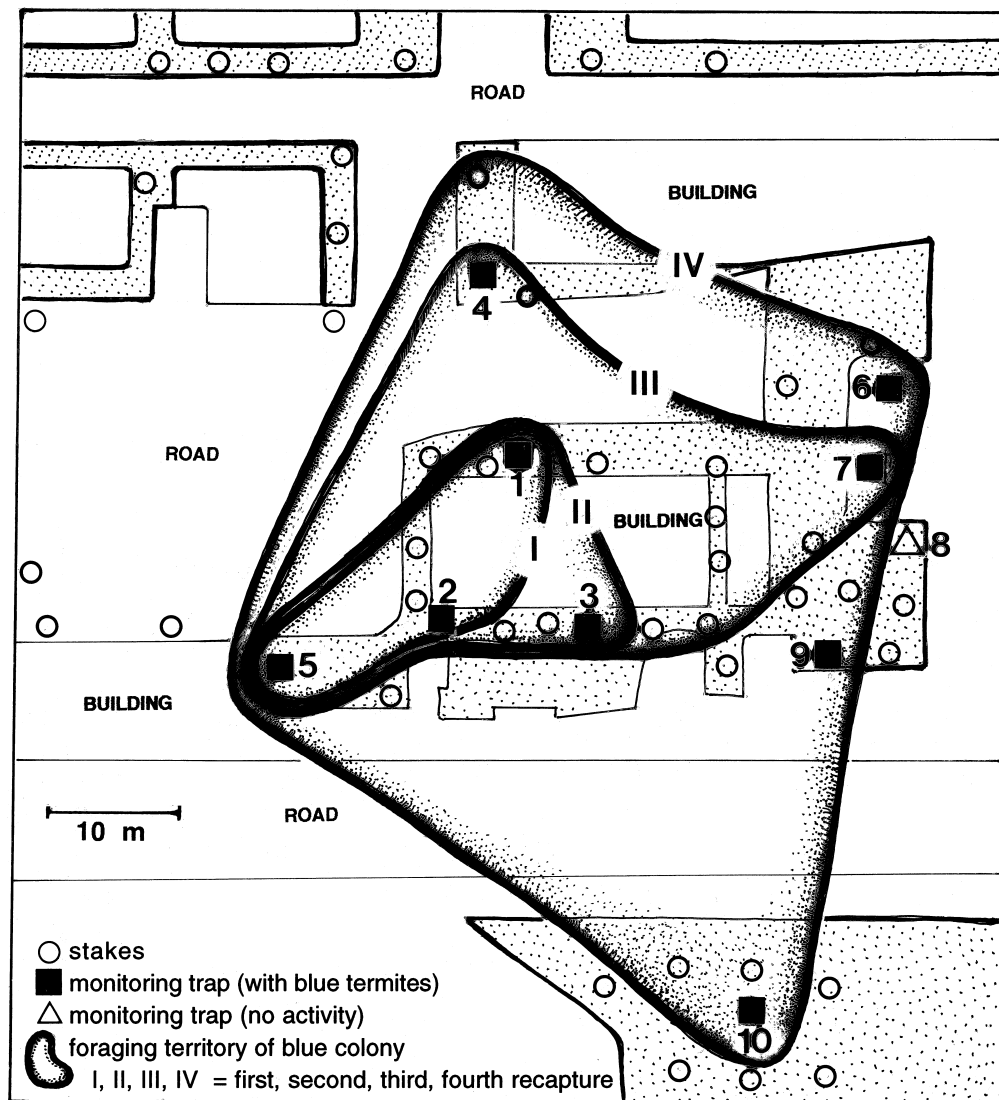 ROAD
BUILDING
IV
4
III
6
ROAD
7
1
II
BUILDING
I
8
2
3
9
5
BUILDING
ROAD
10 m
stakes
monitoring trap (with blue termites)
monitoring trap (no activity)
10
foraging territory of blue colony
I, II, III, IV = first, second, third, fourth recapture